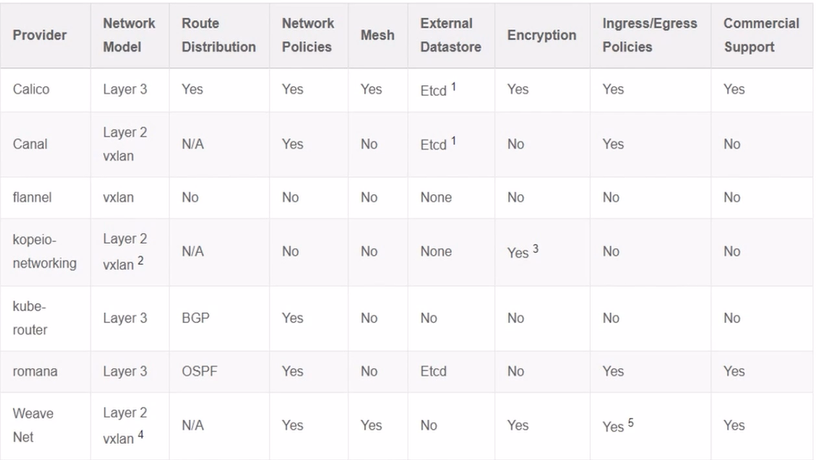 Provider Network Model Route Distribution Network Policies Mesh External Datastore Encryption Ingress/Egress Policies Commercial Support
Calico Layer 3 Yes Yes Yes Etcd 1 Yes Yes Yes
Canal Layer 2 vxlan N/A Yes No Etcd 1 No Yes No
flannel vxlan No No No None No No No
kopeio-networking Layer 2 vxlan 2 N/A No No None Yes 3 No No
kube-router Layer 3 BGP Yes No No No No No
romana Layer 3 OSPF Yes No Etcd No Yes Yes
Weave Net Layer 2 vxlan 4 N/A Yes Yes No Yes Yes 5 Yes